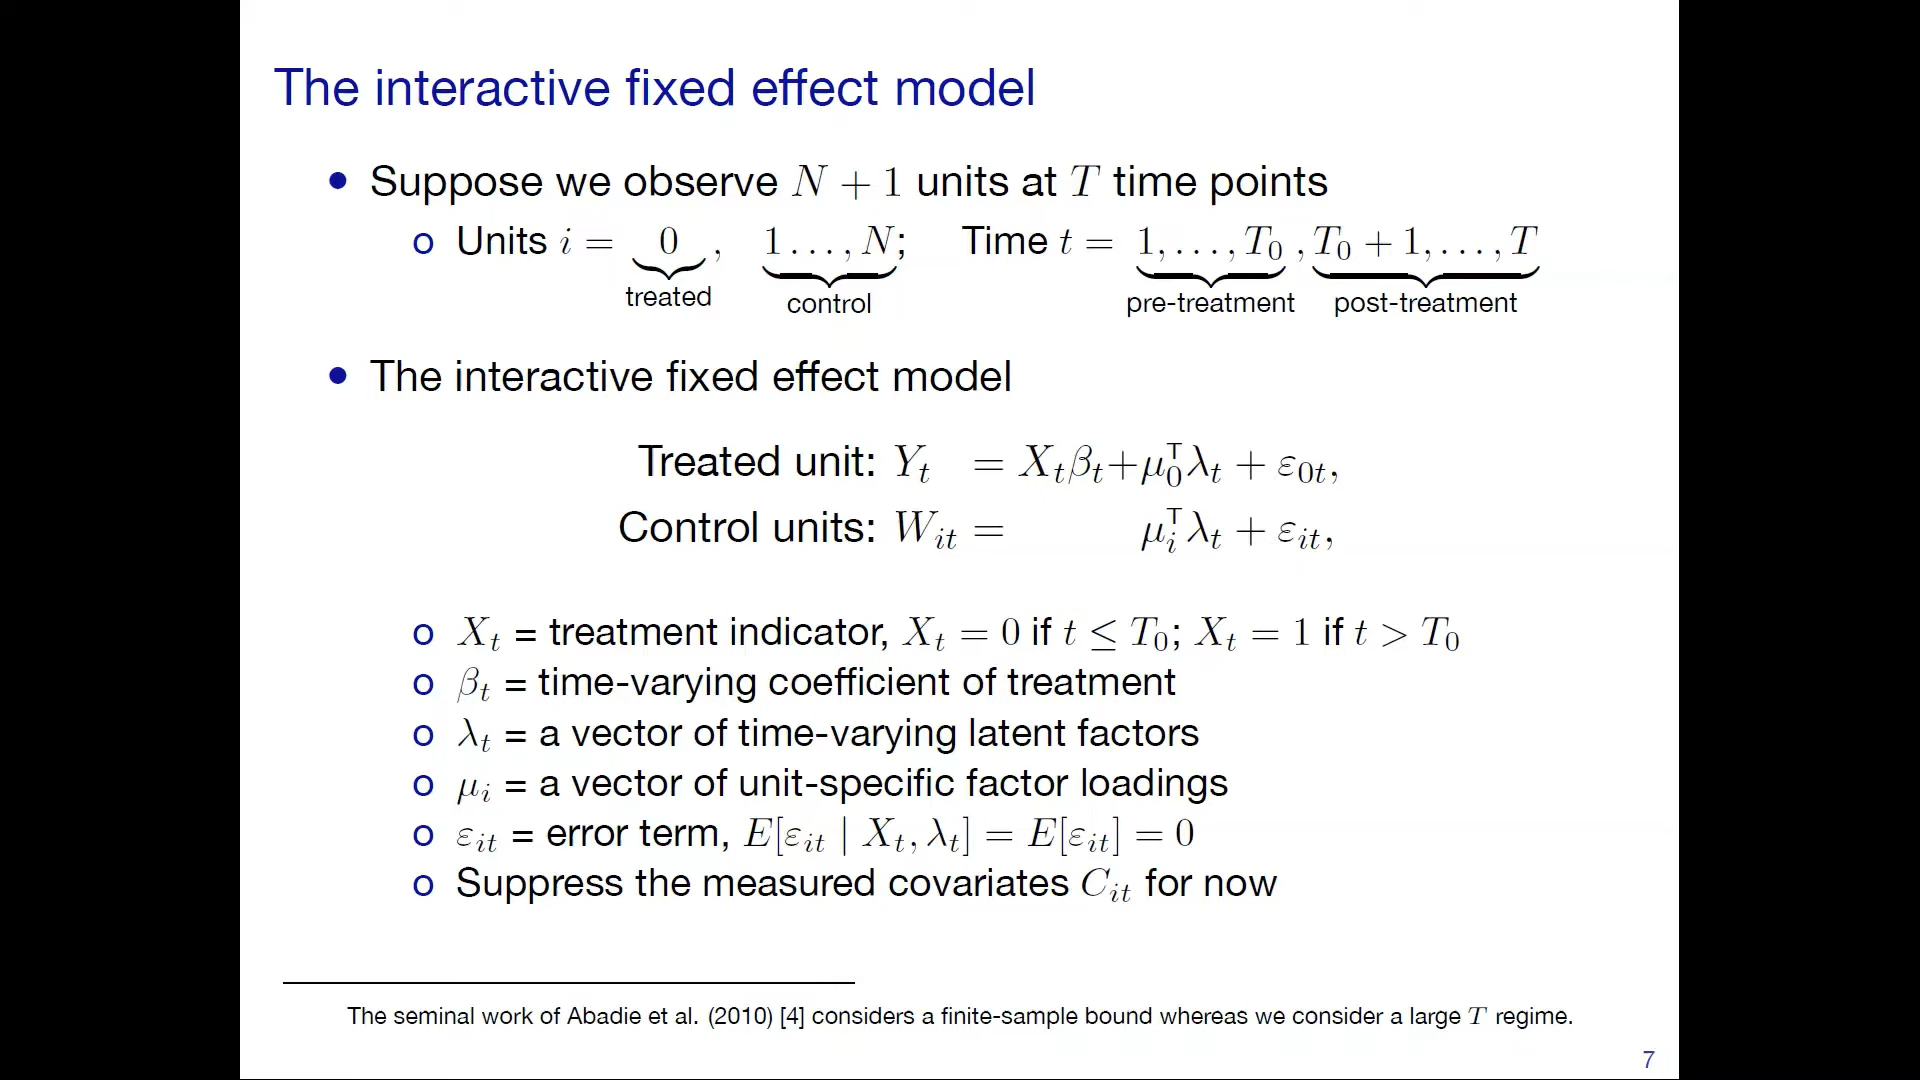 The interactive fixed effect model
• Suppose we observe N + 1 units at T time points
o Units i = 0 , 1 . . . , N; Time t = 1, . . . , T₀ , T₀ + 1, . . . , T
treated control pre-treatment post-treatment
• The interactive fixed effect model
Treated unit: Yₜ = Xₜβₜ+μ₀ᵀλₜ + ε₀ₜ,
Control units: Wᵢₜ = μᵢᵀλₜ + εᵢₜ,
o Xₜ = treatment indicator, Xₜ = 0 if t ≤ T₀; Xₜ = 1 if t > T₀
o βₜ = time-varying coefficient of treatment
o λₜ = a vector of time-varying latent factors
o μᵢ = a vector of unit-specific factor loadings
o εᵢₜ = error term, E[εᵢₜ | Xₜ, λₜ] = E[εᵢₜ] = 0
o Suppress the measured covariates Cᵢₜ for now
The seminal work of Abadie et al. (2010) [4] considers a finite-sample bound whereas we consider a large T regime.
7